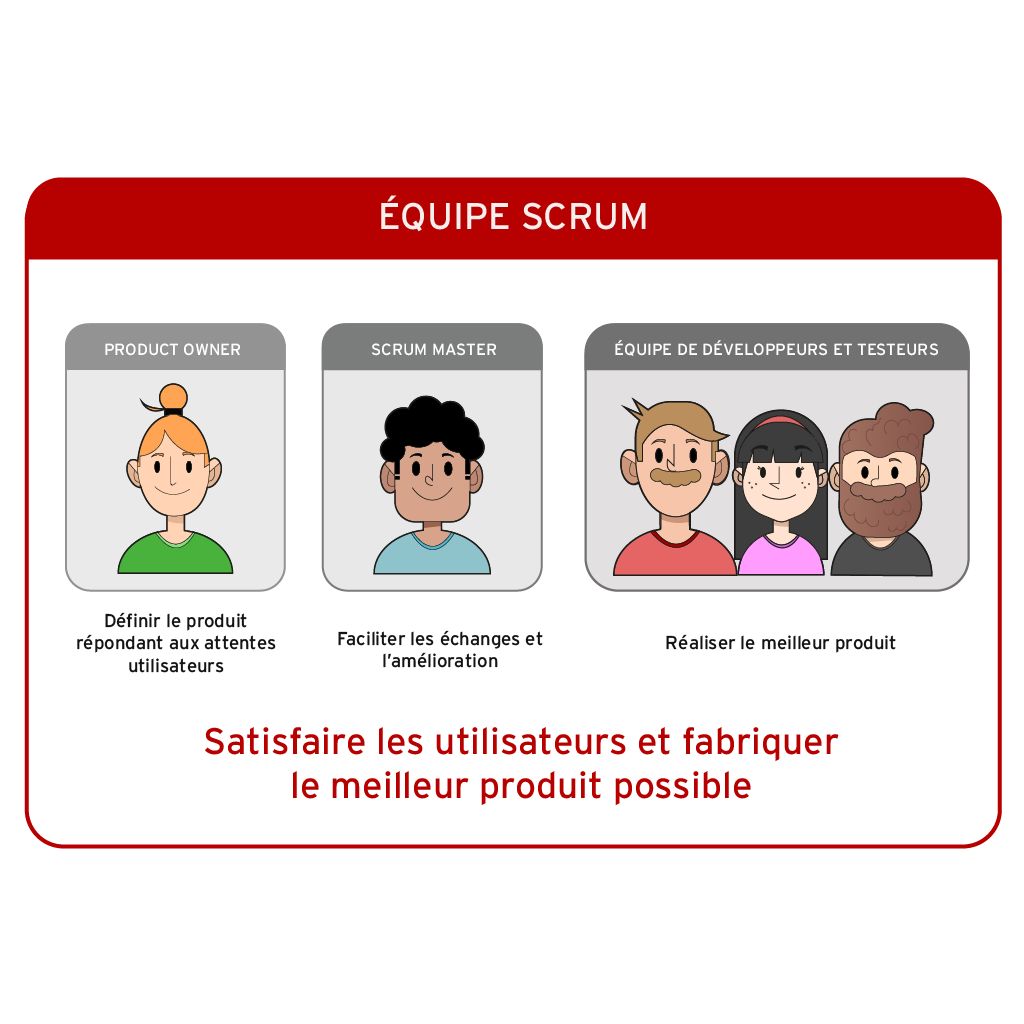 ÉQUIPE SCRUM
PRODUCT OWNER
SCRUM MASTER
ÉQUIPE DE DÉVELOPPEURS ET TESTEURS
Définir le produit
répondant aux attentes
utilisateurs
Faciliter les échanges et
l'amélioration
Réaliser le meilleur produit
Satisfaire les utilisateurs et fabriquer
le meilleur produit possible